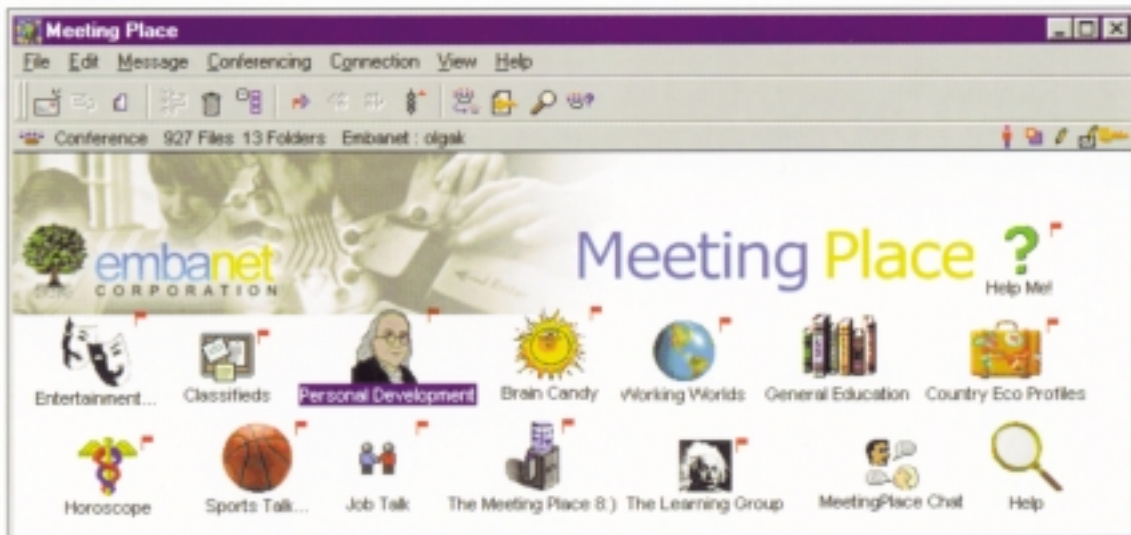 Meeting Place
File Edit Message Conferencing Connection View Help
Conference 927 Files 13 Folders Embanet : olgak
embanet
CORPORATION
Meeting Place
Help Me!
Entertainment... Classifieds Personal Development Brain Candy Working Worlds General Education Country Eco Profiles
Horoscope Sports Talk... Job Talk The Meeting Place 8:) The Learning Group MeetingPlace Chat Help